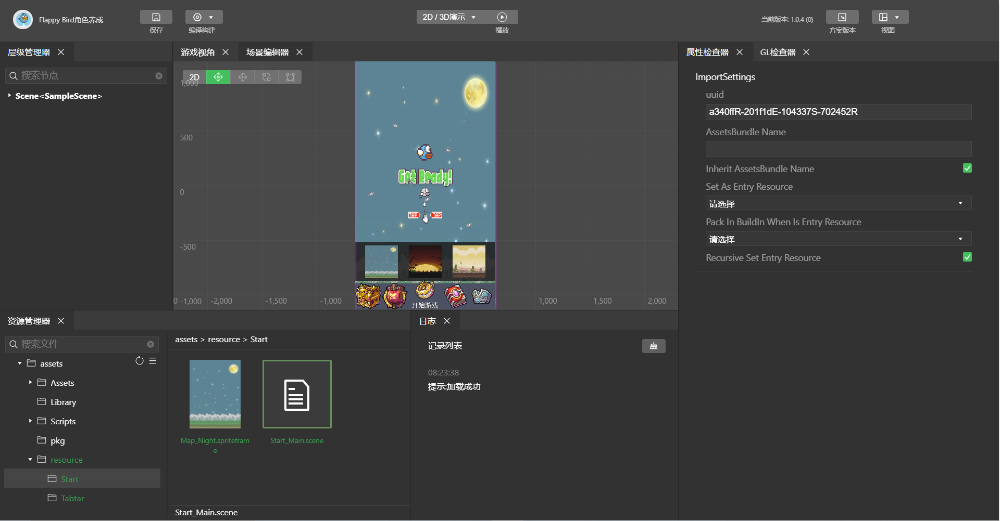 Flappy Bird角色养成
保存
编译构建
2D / 3D演示
播放
当前版本: 1.0.4 (0)
方案版本
视图
层级管理器
搜索节点
Scene<SampleScene>
游戏视角
场景编辑器
2D
1,000
500
0
-500
0 -1,000
-2,000
-1,500
-1,000
1,000
1,500
2,000
Get Ready!
TAP
TAP
开始游戏
属性检查器
GL检查器
ImportSettings
uuid
a340ffR-201f1dE-104337S-702452R
AssetsBundle Name
Inherit AssetsBundle Name
Set As Entry Resource
请选择
Pack In BuildIn When Is Entry Resource
请选择
Recursive Set Entry Resource
资源管理器
搜索文件
assets
Assets
Library
Scripts
pkg
resource
Start
Tabtar
assets > resource > Start
Map_Night.spritefram
e
Start_Main.scene
Start_Main.scene
日志
记录列表
08:23:38
提示:加载成功